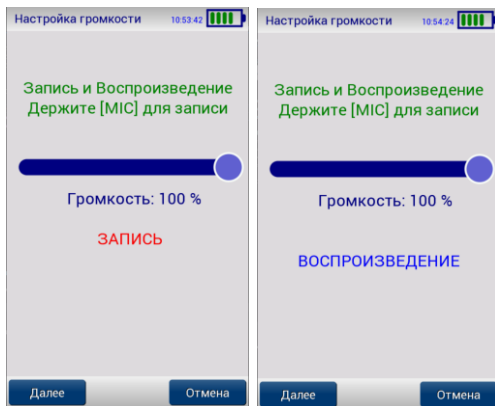 Настройка громкости 10:53:42
Запись и Воспроизведение
Держите [MIC] для записи
Громкость: 100 %
ЗАПИСЬ
Далее Отмена
Настройка громкости 10:54:24
Запись и Воспроизведение
Держите [MIC] для записи
Громкость: 100 %
ВОСПРОИЗВЕДЕНИЕ
Далее Отмена